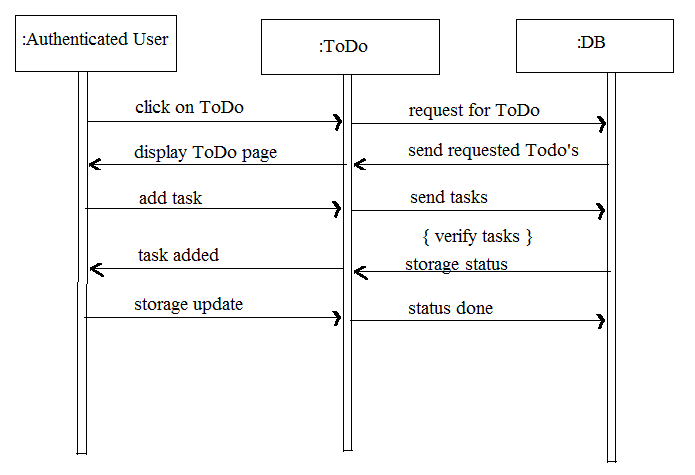 :Authenticated User
:ToDo
:DB
click on ToDo
request for ToDo
display ToDo page
send requested Todo's
add task
send tasks
{ verify tasks }
task added
storage status
storage update
status done